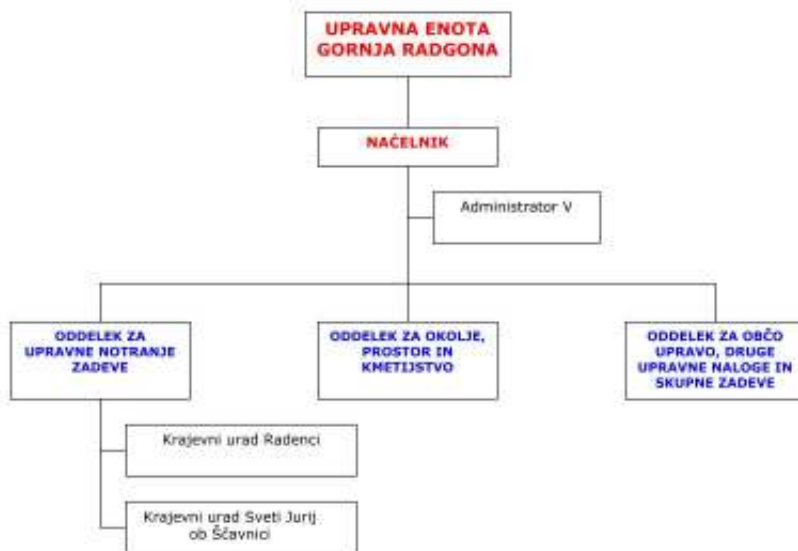 UPRAVNA ENOTA
GORNJA RADGONA
NAČELNIK
Administrator V
ODDELEK ZA
UPRAVNE NOTRANJE
ZADEVE
ODDELEK ZA OKOLJE,
PROSTOR IN
KMETIJSTVO
ODDELEK ZA OBČO
UPRAVO, DRUGE
UPRAVNE NALOGE IN
SKUPNE ZADEVE
Krajevni urad Radenci
Krajevni urad Sveti Jurij
ob Ščavnici